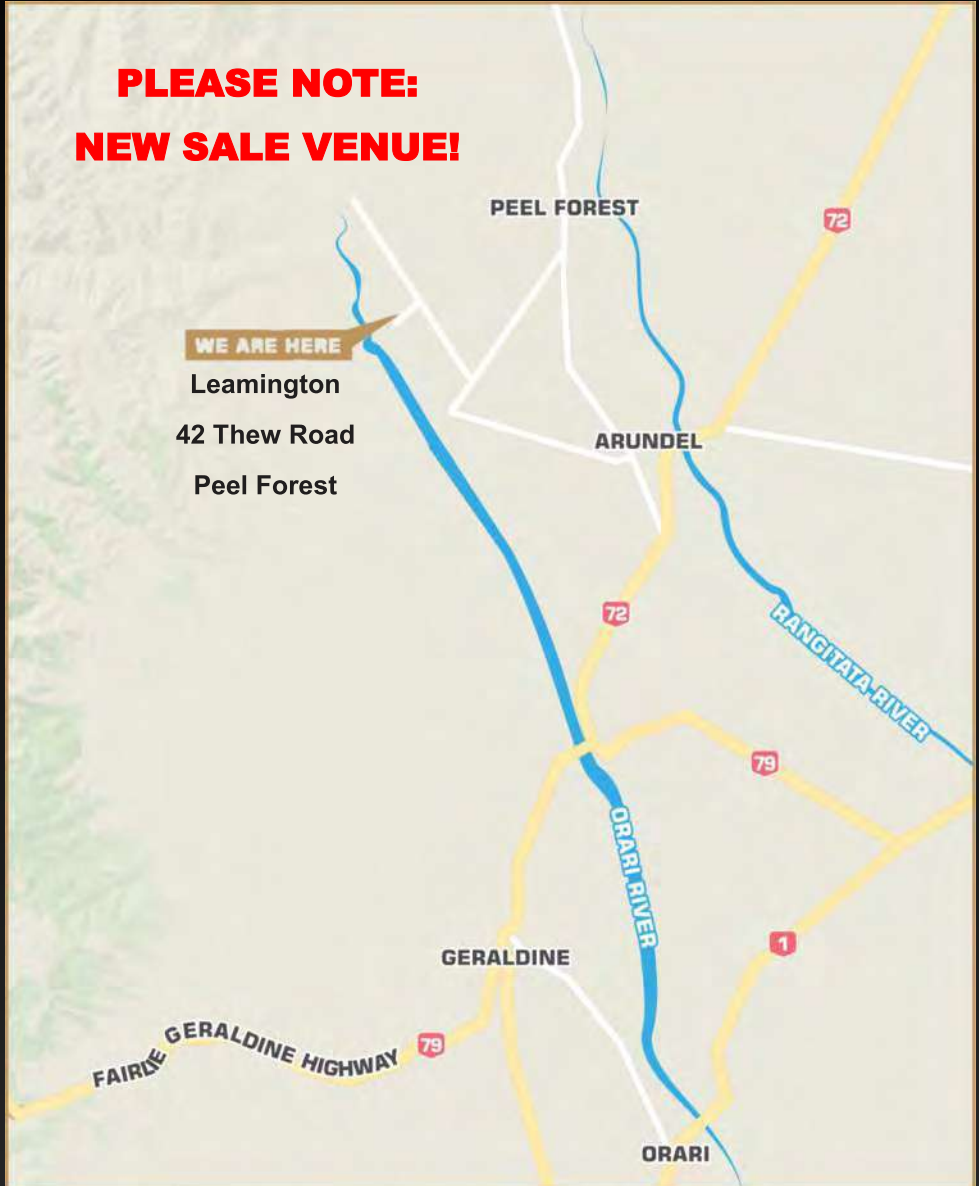 PLEASE NOTE:
NEW SALE VENUE!
PEEL FOREST
72
WE ARE HERE
Leamington
42 Thew Road
Peel Forest
ARUNDEL
72
RANGITATA RIVER
79
ORARI RIVER
1
GERALDINE
FAIRLIE GERALDINE HIGHWAY
79
ORARI